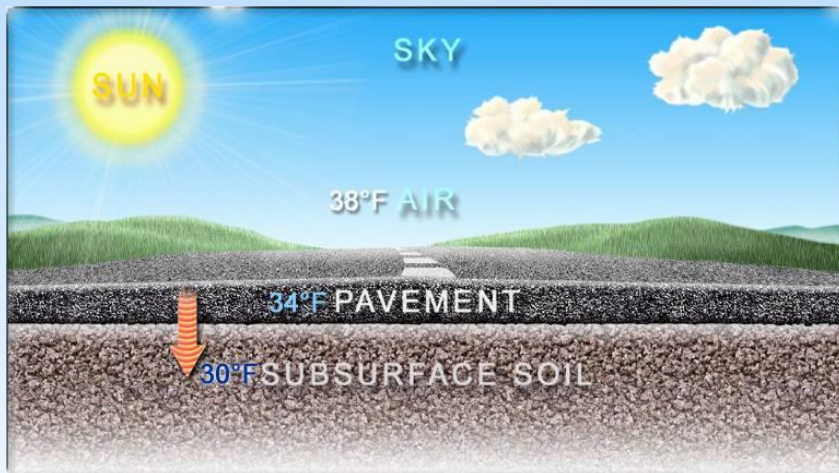 SKY
SUN
38°F AIR
34°F PAVEMENT
30°F SUBSURFACE SOIL